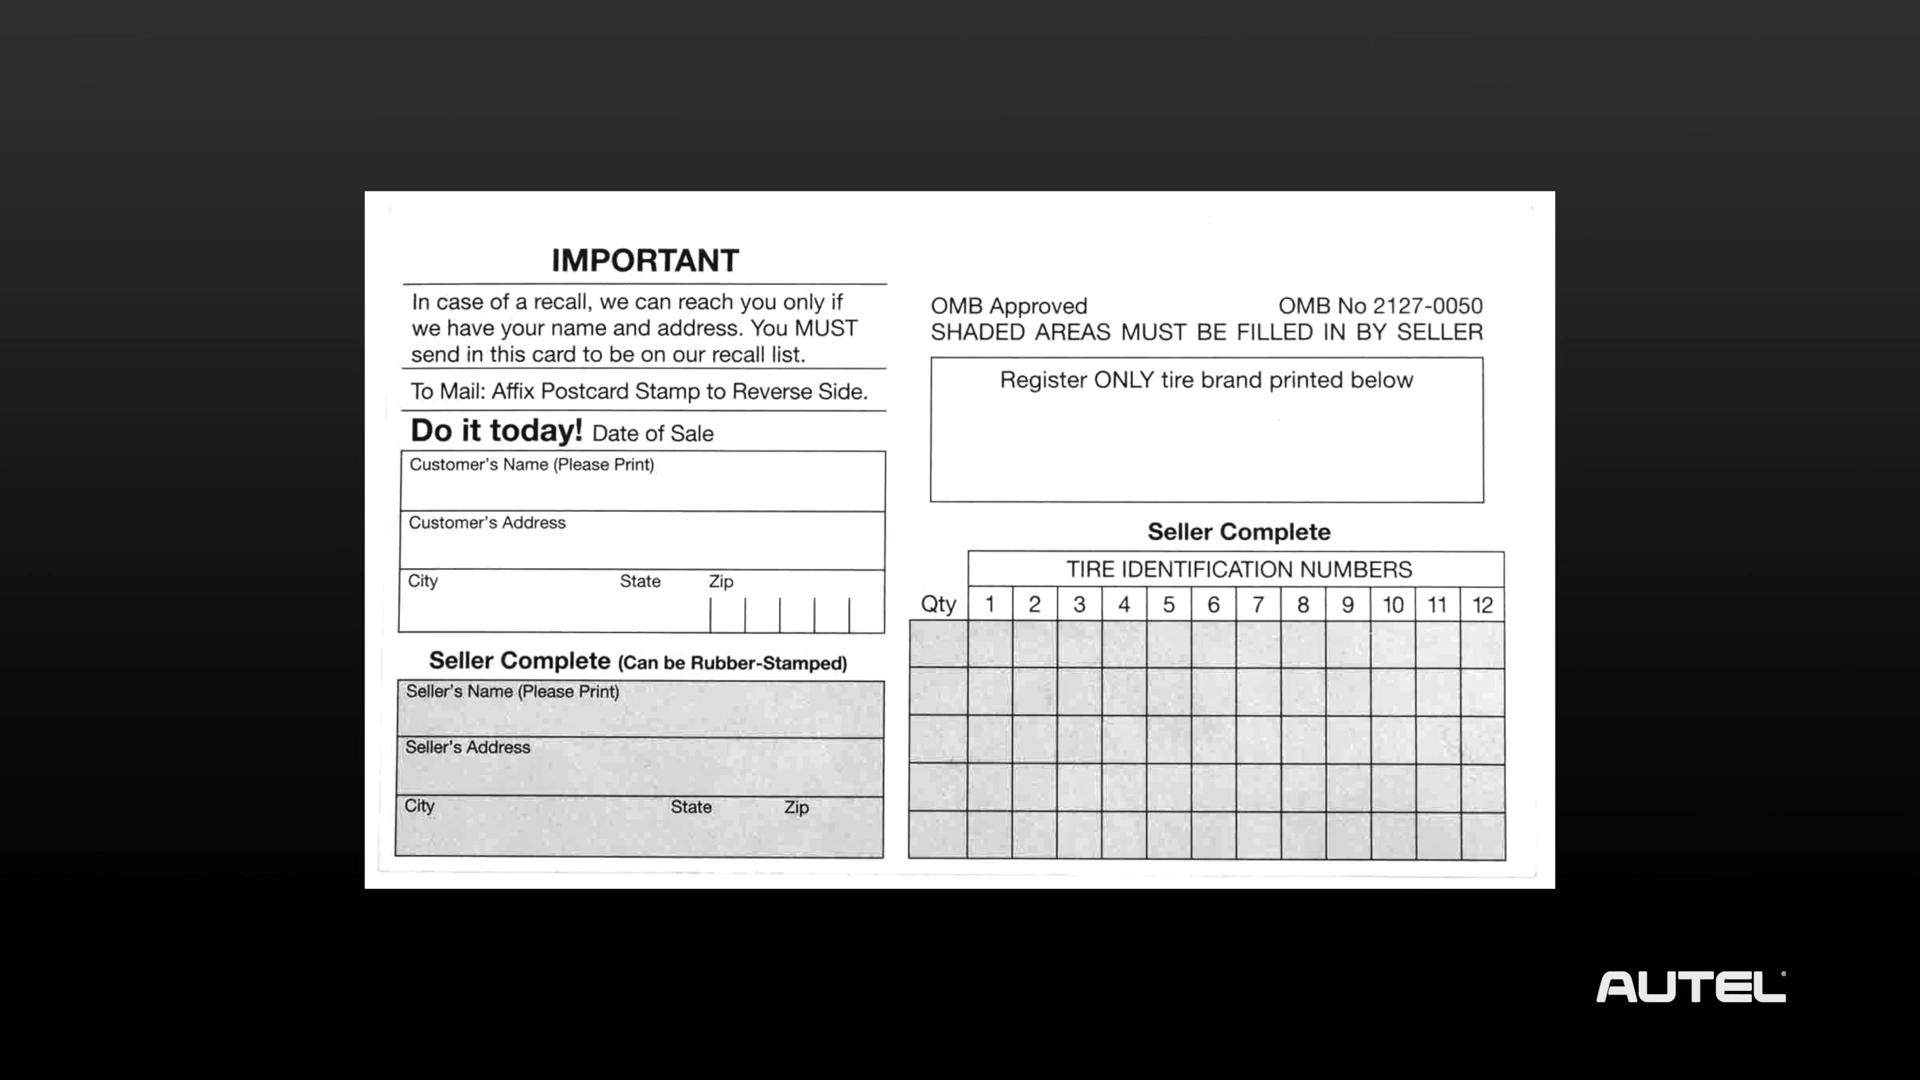 IMPORTANT
In case of a recall, we can reach you only if
we have your name and address. You MUST
send in this card to be on our recall list.
To Mail: Affix Postcard Stamp to Reverse Side.
Do it today! Date of Sale
Customer's Name (Please Print)
Customer's Address
City State Zip
Seller Complete (Can be Rubber-Stamped)
Seller's Name (Please Print)
Seller's Address
City State Zip
OMB Approved OMB No 2127-0050
SHADED AREAS MUST BE FILLED IN BY SELLER
Register ONLY tire brand printed below
Seller Complete
TIRE IDENTIFICATION NUMBERS
Qty 1 2 3 4 5 6 7 8 9 10 11 12
AUTEL